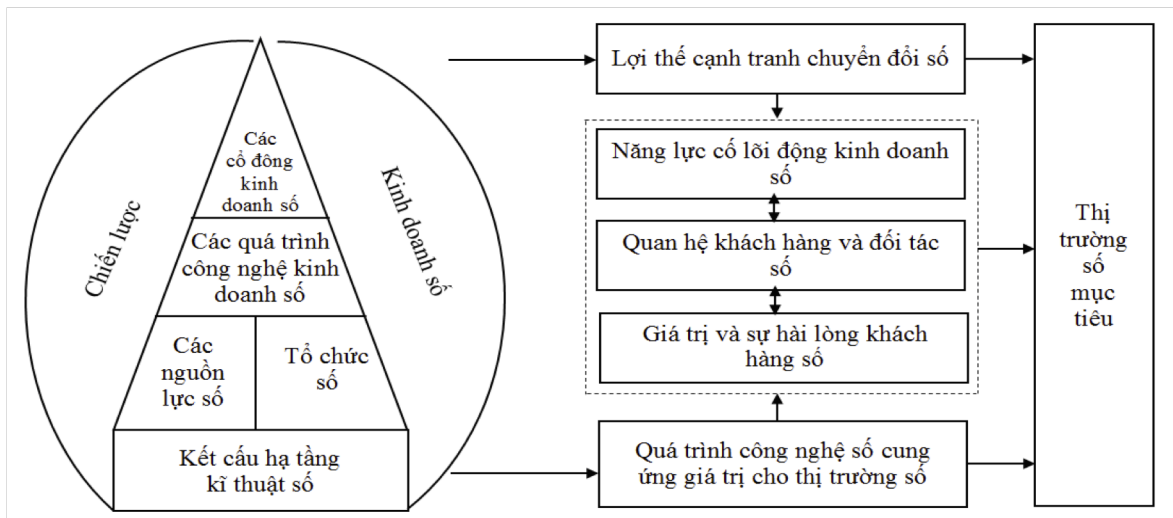 Chiến lược
Các
cổ đông
kinh
doanh số
Các quá trình
công nghệ kinh
doanh số
Các
nguồn
lực số
Tổ chức
số
Kết cấu hạ tầng
kĩ thuật số
Kinh doanh số
Lợi thế cạnh tranh chuyển đổi số
Năng lực cố lõi động kinh doanh
số
Quan hệ khách hàng và đối tác
số
Giá trị và sự hài lòng khách
hàng số
Quá trình công nghệ số cung
ứng giá trị cho thị trường số
Thị
trường
số
mục
tiêu